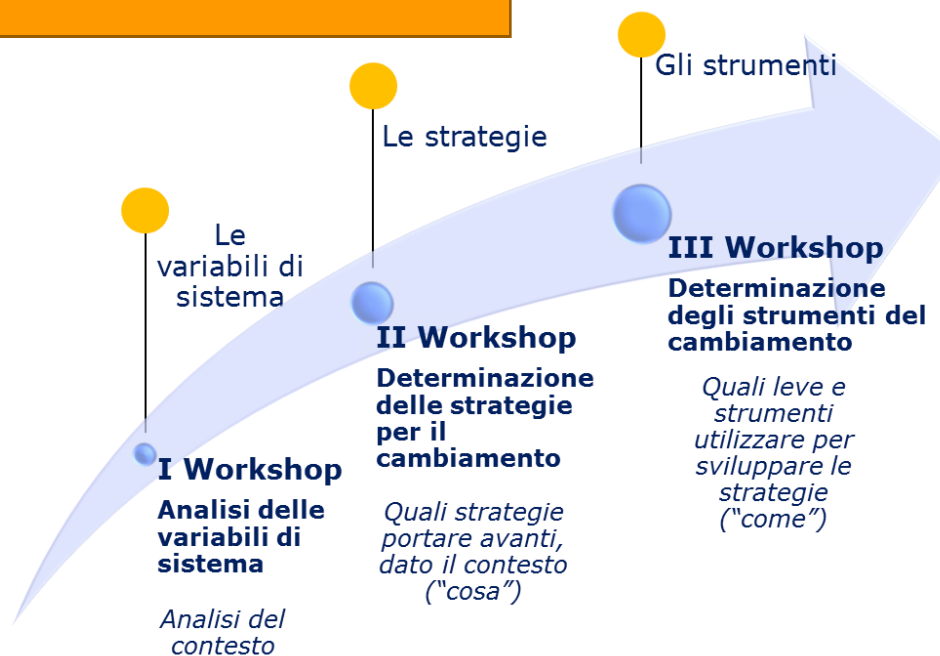 Le
variabili di
sistema
I Workshop
Analisi delle
variabili di
sistema
Analisi del
contesto
Le strategie
II Workshop
Determinazione
delle strategie
per il
cambiamento
Quali strategie
portare avanti,
dato il contesto
(“cosa”)
Gli strumenti
III Workshop
Determinazione
degli strumenti del
cambiamento
Quali leve e
strumenti
utilizzare per
sviluppare le
strategie
(“come”)